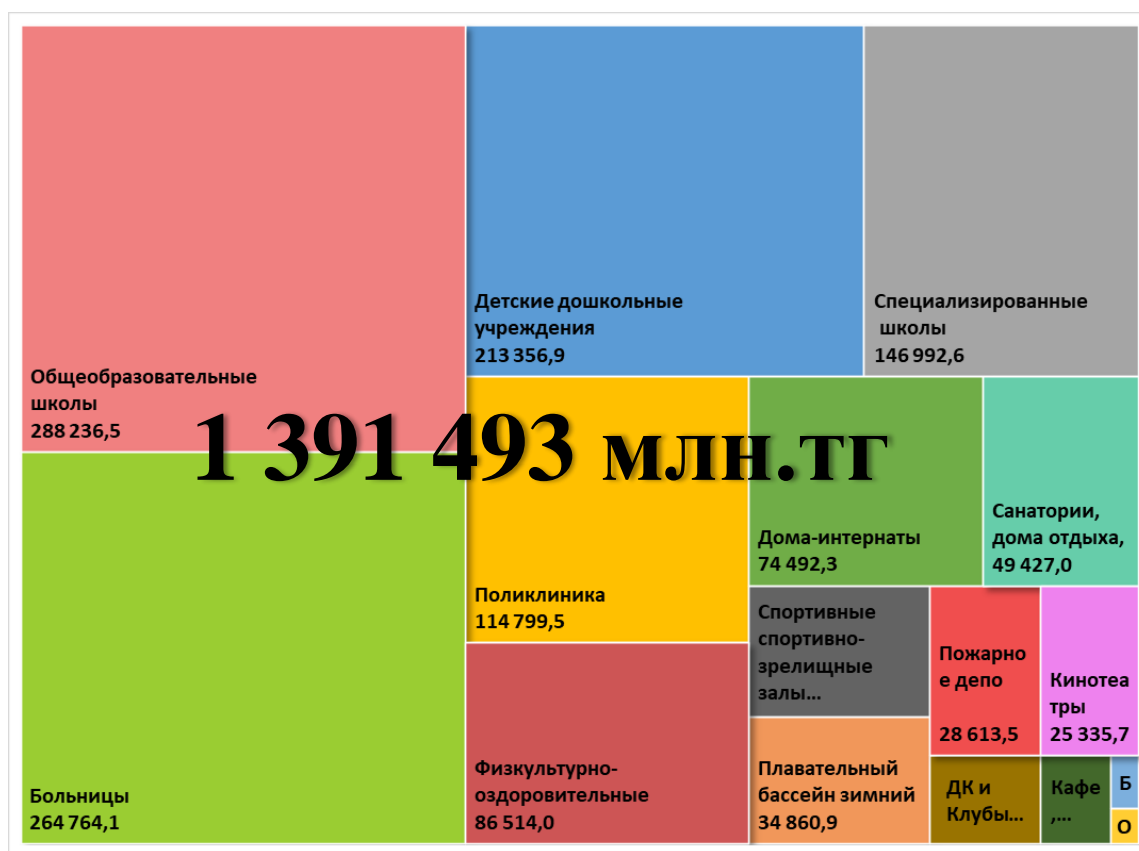 Детские дошкольные
учреждения
213 356,9
Специализированные
школы
146 992,6
Общеобразовательные
школы
288 236,5
1 391 493 млн.тг
Санатории,
дома отдыха,
49 427,0
Дома-интернаты
74 492,3
Поликлиника
114 799,5
Спортивные
спортивно-
зрелищные
залы...
Пожарно
е депо
28 613,5
Кинотеа
тры
25 335,7
Больницы
264 764,1
Физкультурно-
оздоровительные
86 514,0
Плавательный
бассейн зимний
34 860,9
ДК и
Клубы...
Кафе
,...
Б
О